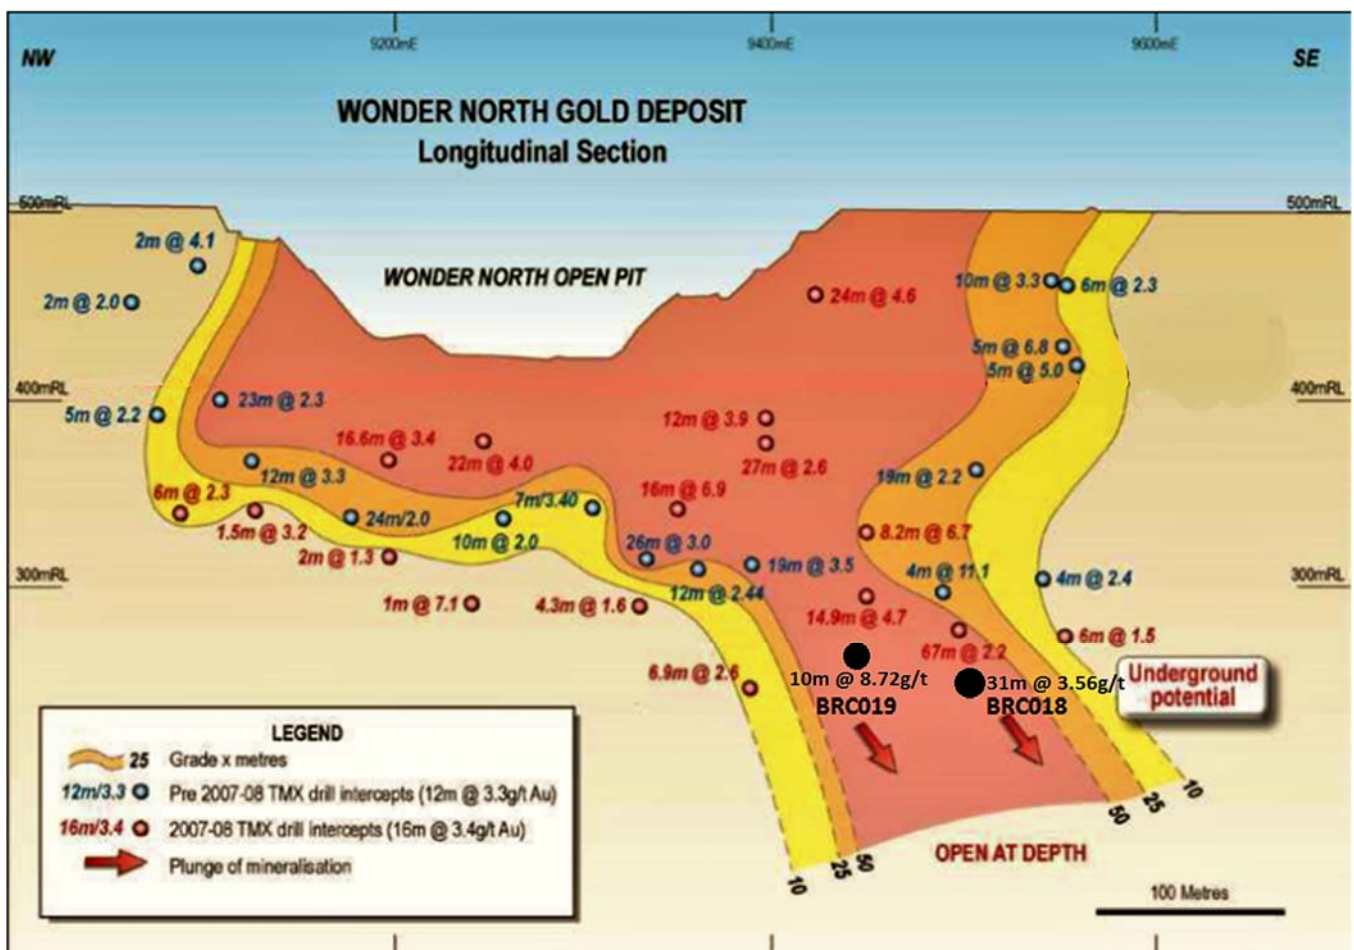 9200mE
9400mE
9600mE
NW
SE
WONDER NORTH GOLD DEPOSIT
Longitudinal Section
500mRL
500mRL
2m @ 4.1
WONDER NORTH OPEN PIT
10m @ 3.3
6m @ 2.3
2m @ 2.0
24m @ 4.6
5m @ 6.8
5m @ 5.0
400mRL
400mRL
5m @ 2.2
23m @ 2.3
12m @ 3.9
16.6m @ 3.4
22m @ 4.0
27m @ 2.6
12m @ 3.3
19m @ 2.2
6m @ 2.3
16m @ 6.9
7m/3.40
24m/2.0
1.5m @ 3.2
10m @ 2.0
26m @ 3.0
8.2m @ 6.7
2m @ 1.3
19m @ 3.5
4m @ 11.1
300mRL
300mRL
4m @ 2.4
12m @ 2.44
1m @ 7.1
4.3m @ 1.6
14.9m @ 4.7
6m @ 1.5
67m @ 2.2
6.9m @ 2.6
10m @ 8.72g/t
BRC019
31m @ 3.56g/t
BRC018
Underground
potential
LEGEND
25 Grade x metres
12m/3.3 Pre 2007-08 TMX drill intercepts (12m @ 3.3g/t Au)
16m/3.4 2007-08 TMX drill intercepts (16m @ 3.4g/t Au)
Plunge of mineralisation
10
25
50
50
25
10
OPEN AT DEPTH
100 Metres